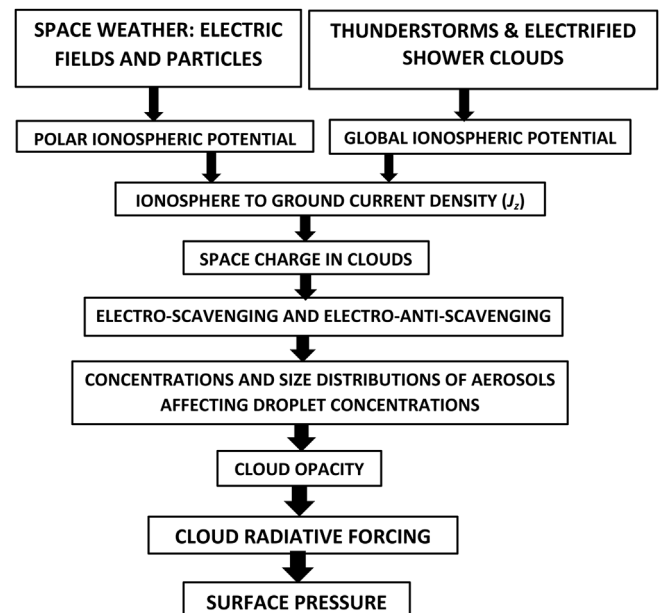 SPACE WEATHER: ELECTRIC
FIELDS AND PARTICLES
THUNDERSTORMS & ELECTRIFIED
SHOWER CLOUDS
POLAR IONOSPHERIC POTENTIAL
GLOBAL IONOSPHERIC POTENTIAL
IONOSPHERE TO GROUND CURRENT DENSITY (Jz)
SPACE CHARGE IN CLOUDS
ELECTRO-SCAVENGING AND ELECTRO-ANTI-SCAVENGING
CONCENTRATIONS AND SIZE DISTRIBUTIONS OF AEROSOLS
AFFECTING DROPLET CONCENTRATIONS
CLOUD OPACITY
CLOUD RADIATIVE FORCING
SURFACE PRESSURE